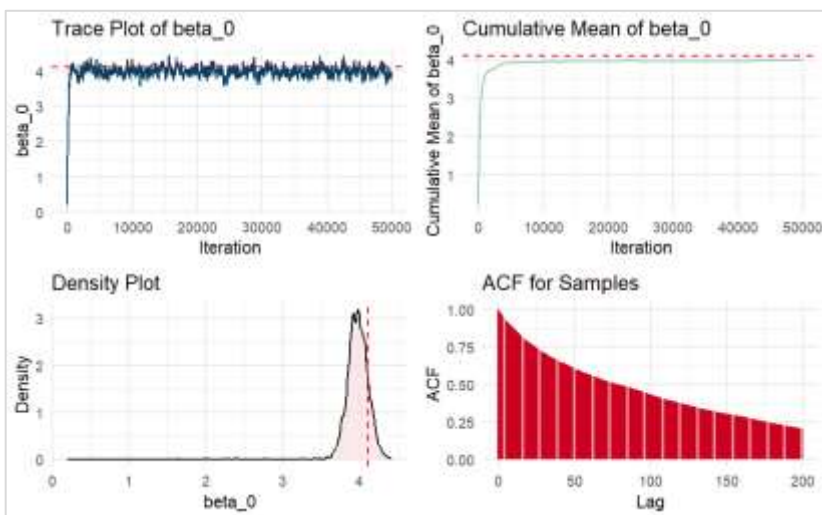 Trace Plot of beta_0
beta_0
4
3
2
1
0
0 10000 20000 30000 40000 50000
Iteration
Cumulative Mean of beta_0
Cumulative Mean of beta_0
4
3
2
1
0 10000 20000 30000 40000 50000
Iteration
Density Plot
Density
3
2
1
0
0 1 2 3 4
beta_0
ACF for Samples
ACF
1.00
0.75
0.50
0.25
0.00
0 50 100 150 200
Lag